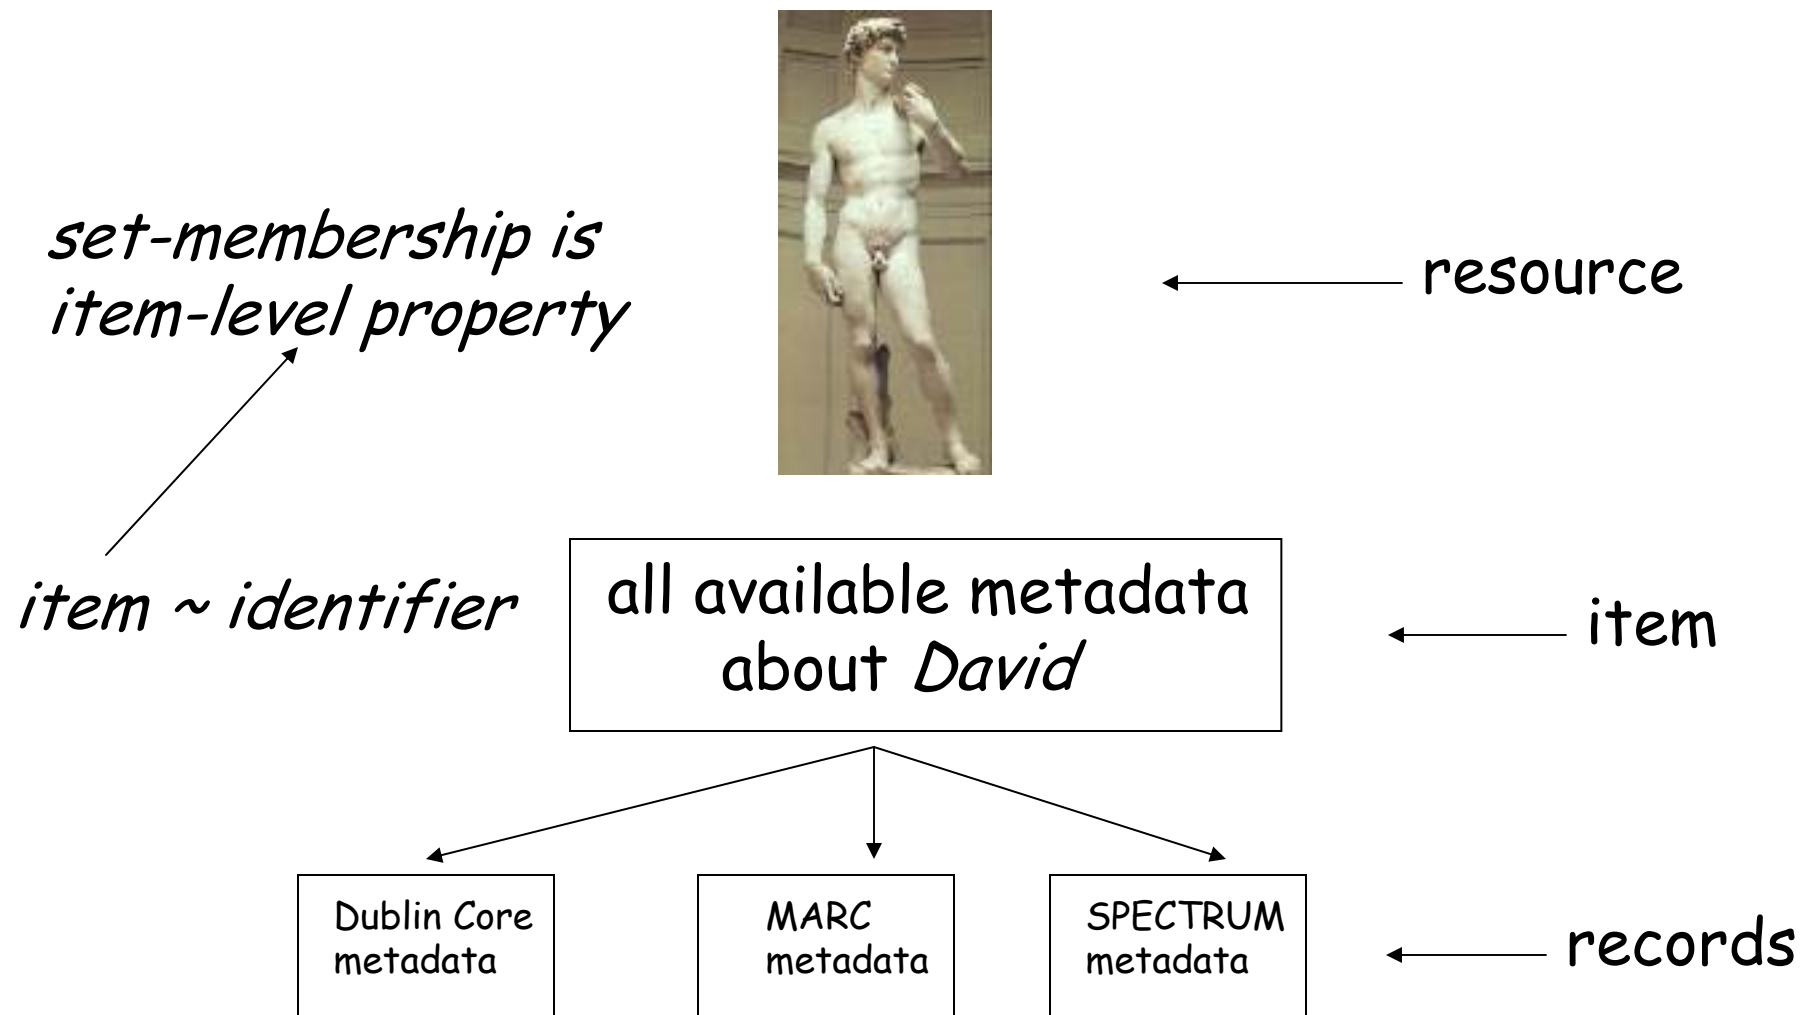 set-membership is
item-level property
resource
item ~ identifier
all available metadata
about David
item
Dublin Core
metadata
MARC
metadata
SPECTRUM
metadata
records